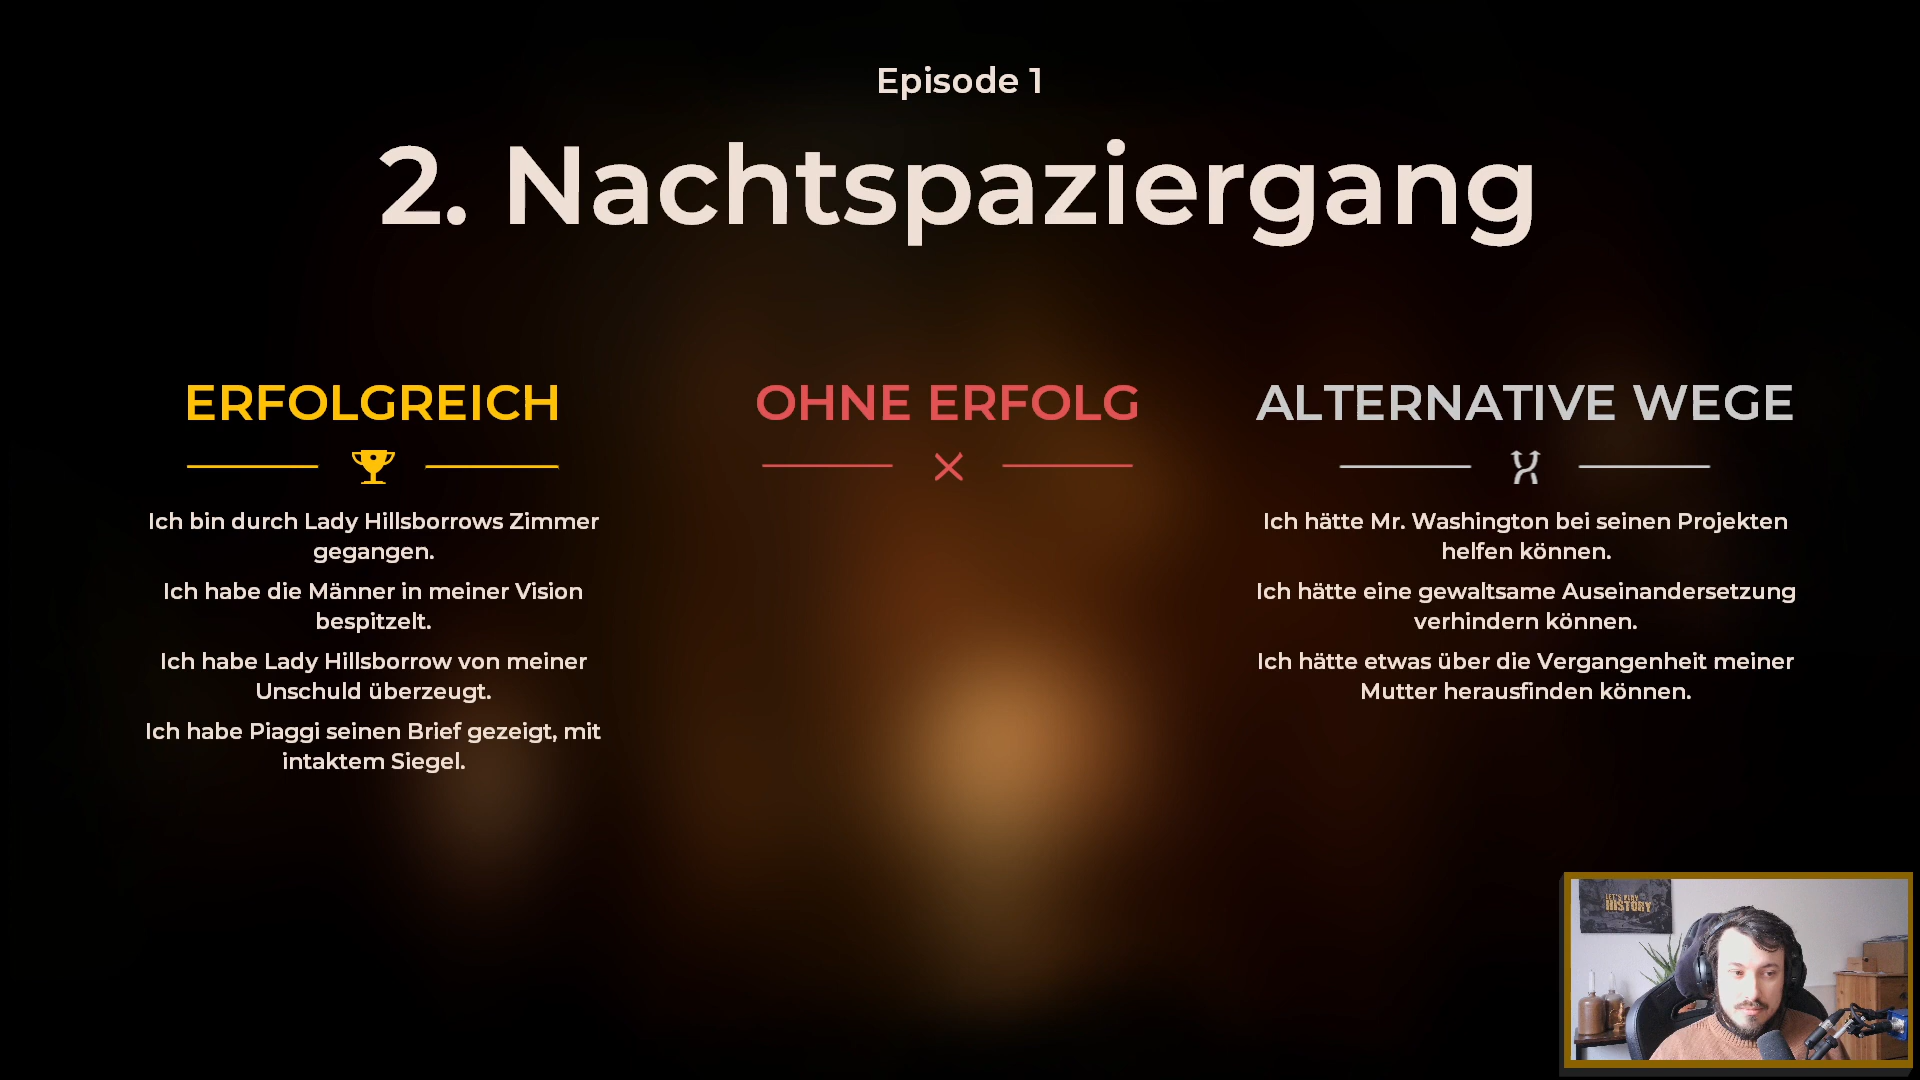 Episode 1
2. Nachtspaziergang
ERFOLGREICH
Ich bin durch Lady Hillsborrows Zimmer
gegangen.
Ich habe die Männer in meiner Vision
bespitzelt.
Ich habe Lady Hillsborrow von meiner
Unschuld überzeugt.
Ich habe Piaggi seinen Brief gezeigt, mit
intaktem Siegel.
OHNE ERFOLG
ALTERNATIVE WEGE
Ich hätte Mr. Washington bei seinen Projekten
helfen können.
Ich hätte eine gewaltsame Auseinandersetzung
verhindern können.
Ich hätte etwas über die Vergangenheit meiner
Mutter herausfinden können.
LET'S PLAY
HISTORY